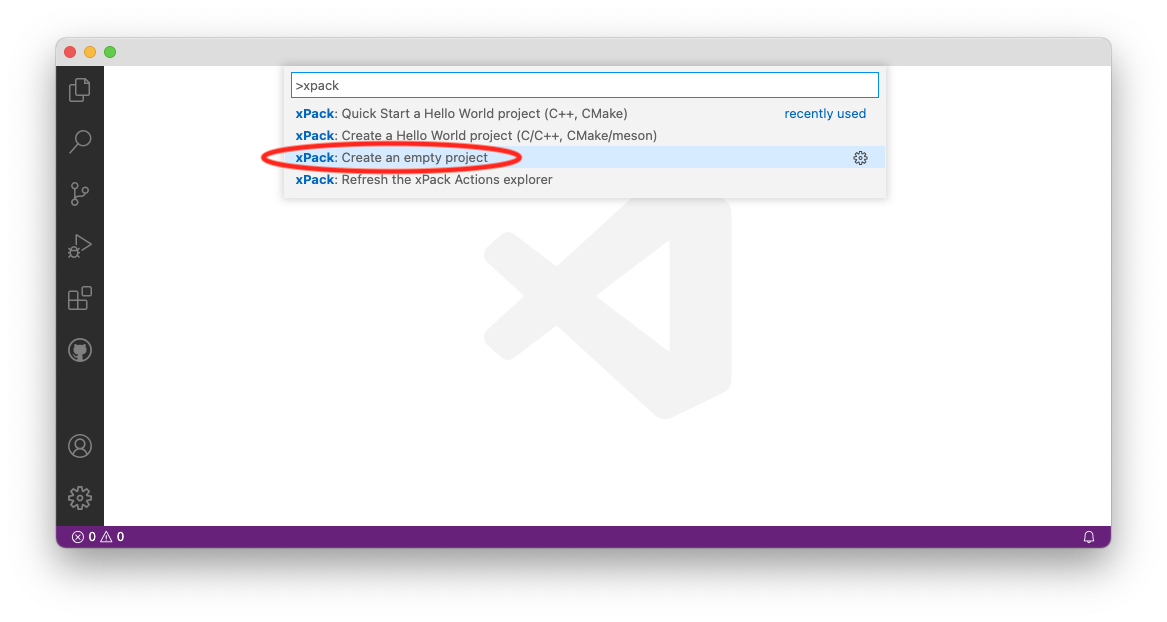 >xpack
xPack: Quick Start a Hello World project (C++, CMake) recently used
xPack: Create a Hello World project (C/C++, CMake/meson)
xPack: Create an empty project
xPack: Refresh the xPack Actions explorer
0 0